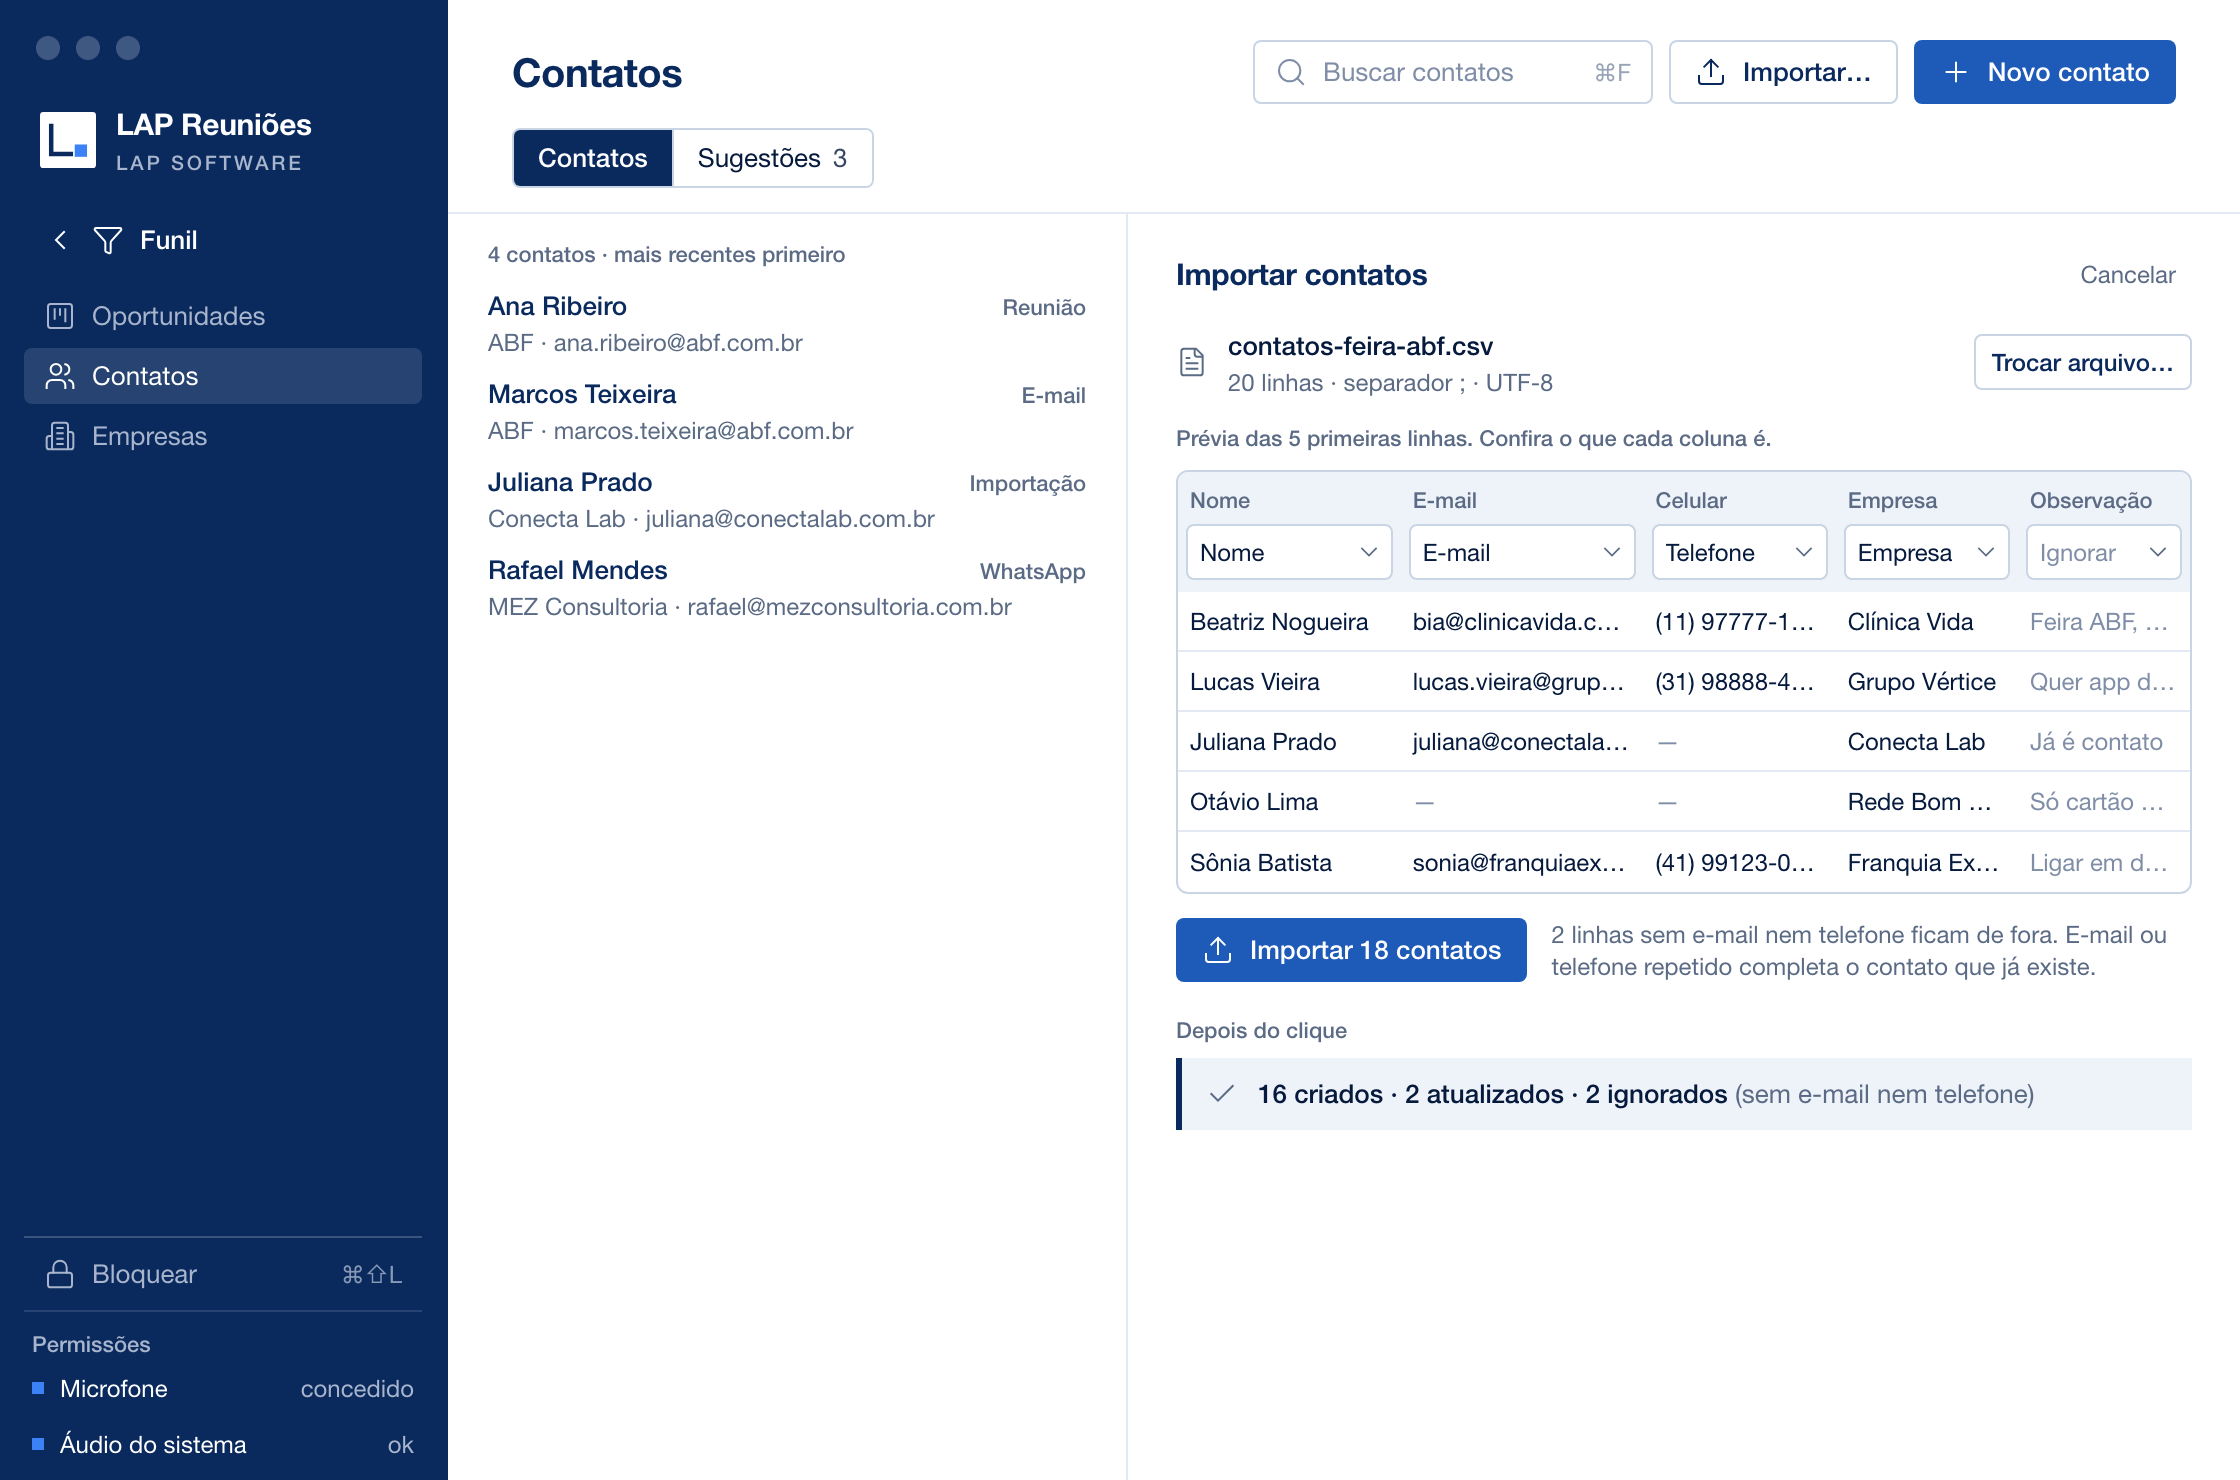 LAP Reuniões
LAP SOFTWARE
Funil
Oportunidades
Contatos
Empresas
Bloquear ⌘⇧L
Permissões
Microfone concedido
Áudio do sistema ok
Contatos
Buscar contatos ⌘F
Importar...
Novo contato
Contatos
Sugestões 3
4 contatos · mais recentes primeiro
Ana Ribeiro Reunião
ABF · ana.ribeiro@abf.com.br
Marcos Teixeira E-mail
ABF · marcos.teixeira@abf.com.br
Juliana Prado Importação
Conecta Lab · juliana@conectalab.com.br
Rafael Mendes WhatsApp
MEZ Consultoria · rafael@mezconsultoria.com.br
Importar contatos Cancelar
contatos-feira-abf.csv
20 linhas · separador ; · UTF-8
Trocar arquivo...
Prévia das 5 primeiras linhas. Confira o que cada coluna é.
Nome E-mail Celular Empresa Observação
Nome E-mail Telefone Empresa Ignorar
Beatriz Nogueira bia@clinicavida.c... (11) 97777-1... Clínica Vida Feira ABF, ...
Lucas Vieira lucas.vieira@grup... (31) 98888-4... Grupo Vértice Quer app d...
Juliana Prado juliana@conectala... — Conecta Lab Já é contato
Otávio Lima — — Rede Bom ... Só cartão ...
Sônia Batista sonia@franquiaex... (41) 99123-0... Franquia Ex... Ligar em d...
Importar 18 contatos
2 linhas sem e-mail nem telefone ficam de fora. E-mail ou
telefone repetido completa o contato que já existe.
Depois do clique
16 criados · 2 atualizados · 2 ignorados (sem e-mail nem telefone)